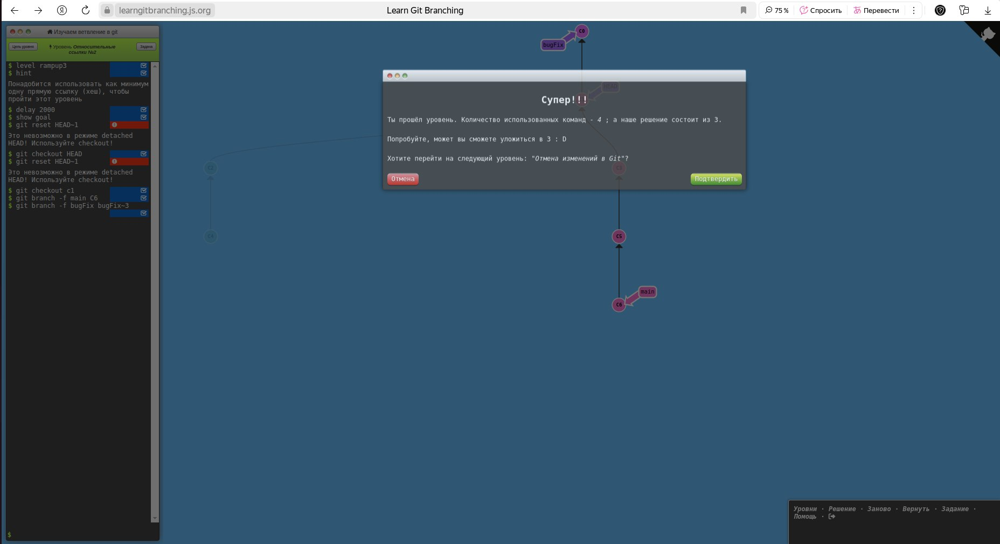 learngitbranching.js.org
Learn Git Branching
75 %
Спросить
Перевести
Изучаем ветвление в git
Цель уровня
Уровень Относительные
ссылки №2
Задача
$ level rampup3
$ hint
Понадобится использовать как минимум
одну прямую ссылку (хеш), чтобы
пройти этот уровень
$ delay 2000
$ show goal
$ git reset HEAD~1
Это невозможно в режиме detached
HEAD! Используйте checkout!
$ git checkout HEAD
$ git reset HEAD~1
Это невозможно в режиме detached
HEAD! Используйте checkout!
$ git checkout c1
$ git branch -f main C6
$ git branch -f bugFix bugFix~3
$
C0
bugFix
HEAD
Супер!!!
Ты прошёл уровень. Количество использованных команд - 4 ; а наше решение состоит из 3.
Попробуйте, может вы сможете уложиться в 3 : D
Хотите перейти на следующий уровень: "Отмена изменений в Git"?
Отмена
Подтвердить
C2
C3
C4
C5
main
C6
Уровни · Решение · Заново · Вернуть · Задание ·
Помощь ·